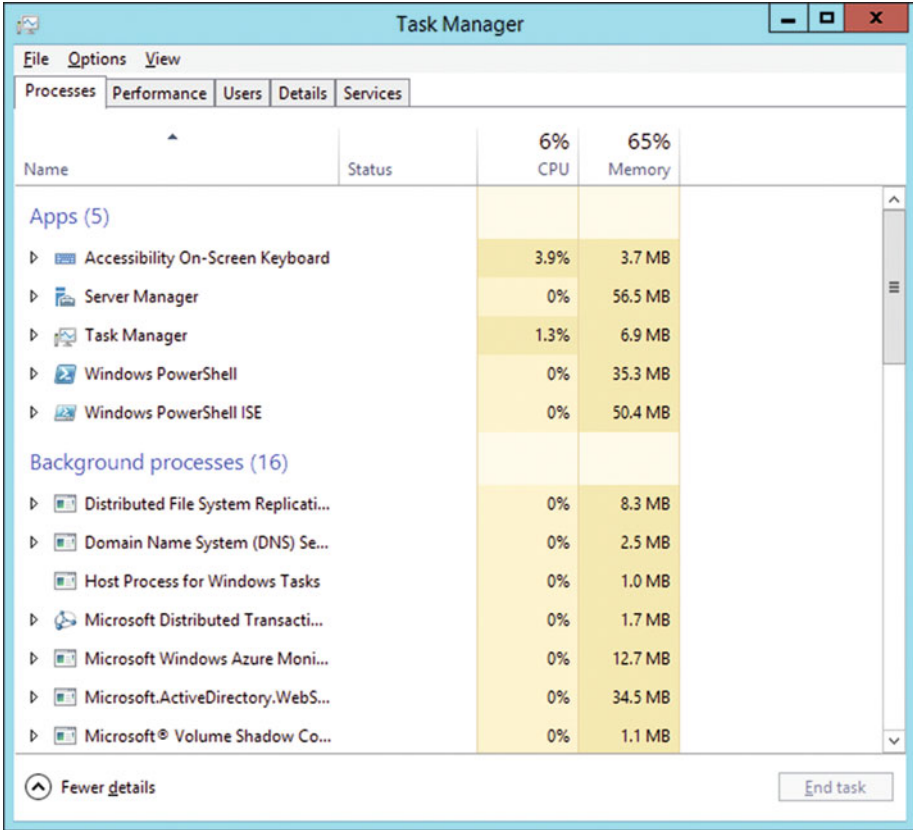 Task Manager
File Options View
Processes Performance Users Details Services
6% 65%
Name Status CPU Memory
Apps (5)
Accessibility On-Screen Keyboard 3.9% 3.7 MB
Server Manager 0% 56.5 MB
Task Manager 1.3% 6.9 MB
Windows PowerShell 0% 35.3 MB
Windows PowerShell ISE 0% 50.4 MB
Background processes (16)
Distributed File System Replicati... 0% 8.3 MB
Domain Name System (DNS) Se... 0% 2.5 MB
Host Process for Windows Tasks 0% 1.0 MB
Microsoft Distributed Transacti... 0% 1.7 MB
Microsoft Windows Azure Moni... 0% 12.7 MB
Microsoft.ActiveDirectory.WebS... 0% 34.5 MB
Microsoft® Volume Shadow Co... 0% 1.1 MB
Fewer details End task